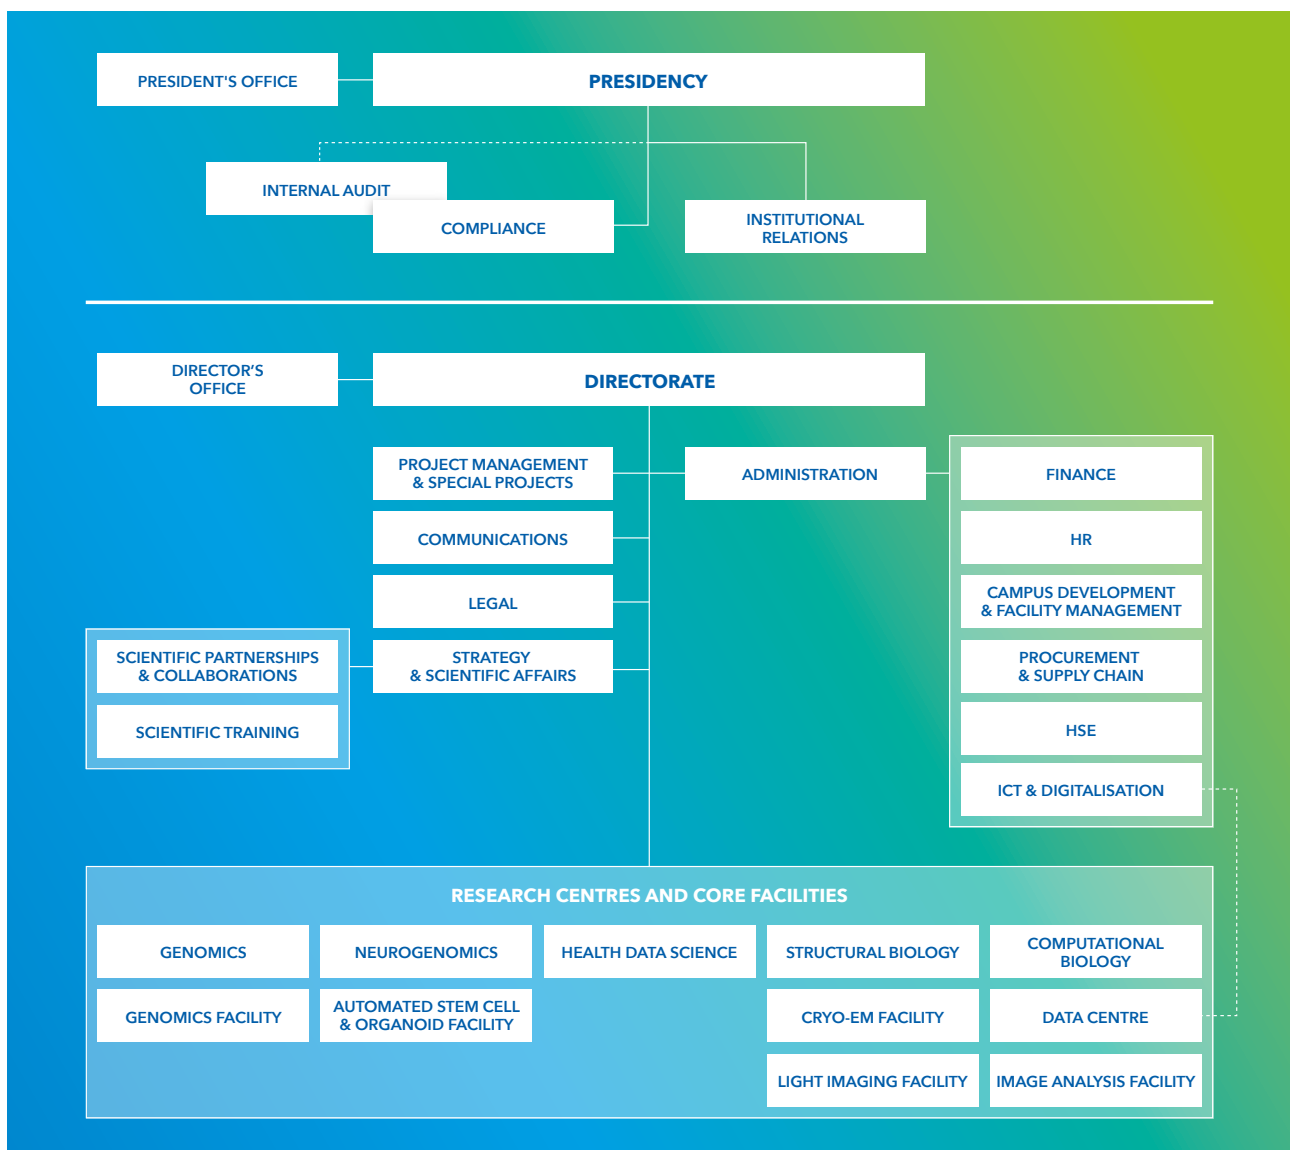 PRESIDENT'S OFFICE
PRESIDENCY
INTERNAL AUDIT
COMPLIANCE
INSTITUTIONAL
RELATIONS
DIRECTOR’S
OFFICE
DIRECTORATE
PROJECT MANAGEMENT
& SPECIAL PROJECTS
ADMINISTRATION
FINANCE
COMMUNICATIONS
HR
LEGAL
CAMPUS DEVELOPMENT
& FACILITY MANAGEMENT
SCIENTIFIC PARTNERSHIPS
& COLLABORATIONS
STRATEGY
& SCIENTIFIC AFFAIRS
PROCUREMENT
& SUPPLY CHAIN
SCIENTIFIC TRAINING
HSE
ICT & DIGITALISATION
RESEARCH CENTRES AND CORE FACILITIES
GENOMICS
NEUROGENOMICS
HEALTH DATA SCIENCE
STRUCTURAL BIOLOGY
COMPUTATIONAL
BIOLOGY
GENOMICS FACILITY
AUTOMATED STEM CELL
& ORGANOID FACILITY
CRYO-EM FACILITY
DATA CENTRE
LIGHT IMAGING FACILITY
IMAGE ANALYSIS FACILITY